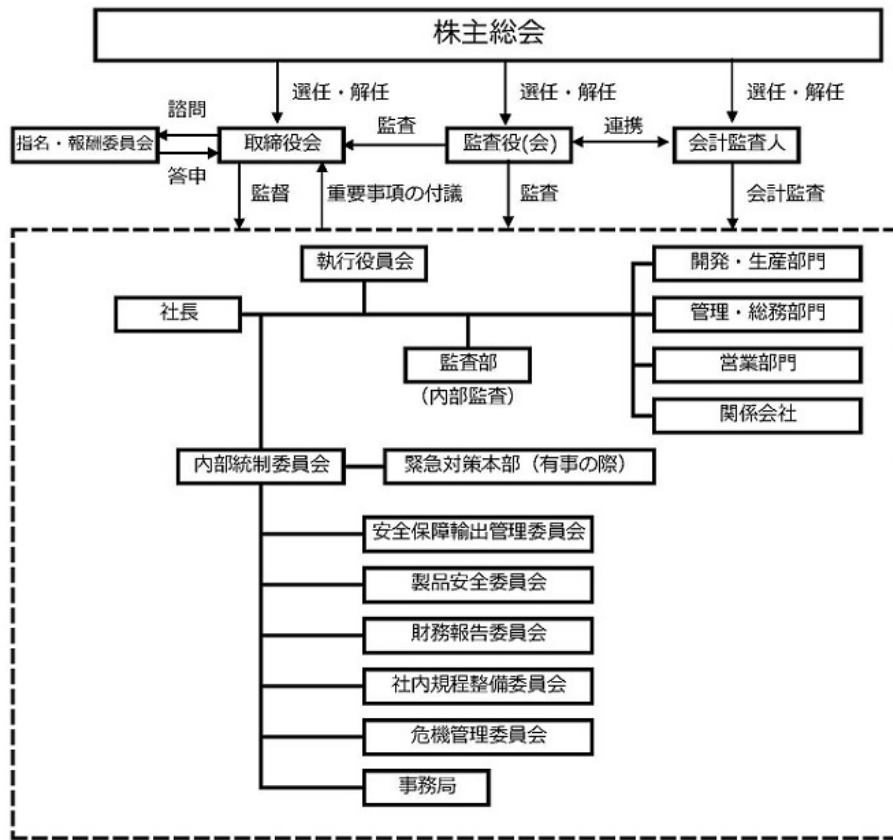 株主総会
選任・解任
選任・解任
選任・解任
諮問
監査
連携
指名・報酬委員会
取締役会
監査役(会)
会計監査人
答申
監督
重要事項の付議
監査
会計監査
執行役員会
開発・生産部門
社長
管理・総務部門
監査部
営業部門
(内部監査)
関係会社
内部統制委員会
緊急対策本部(有事の際)
安全保障輸出管理委員会
製品安全委員会
財務報告委員会
社内規程整備委員会
危機管理委員会
事務局